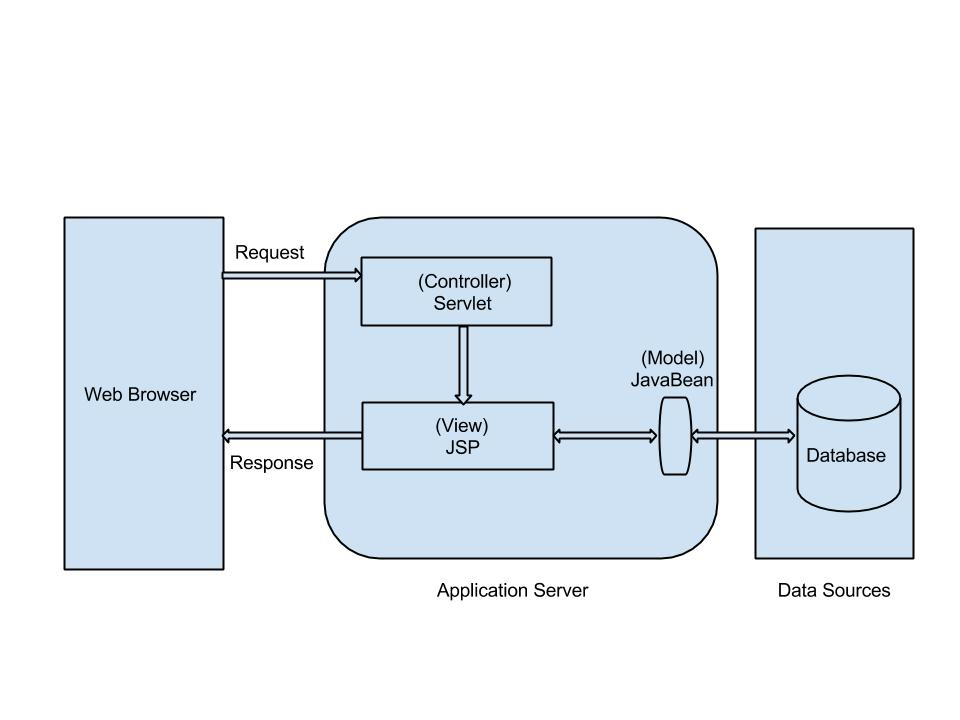 Request
(Controller)
Servlet
(Model)
JavaBean
Web Browser
(View)
JSP
Response
Database
Application Server
Data Sources